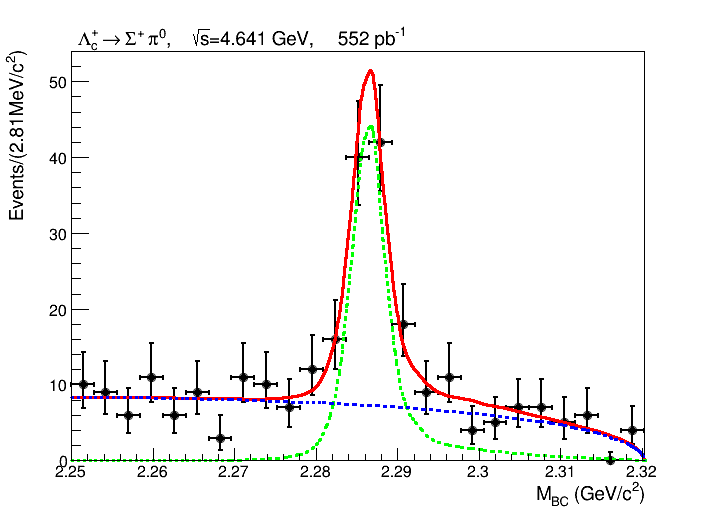 Λc+ → Σ+ π0, √s=4.641 GeV, 552 pb-1
Events/(2.81MeV/c2)
50
40
30
20
10
0
2.25 2.26 2.27 2.28 2.29 2.3 2.31 2.32
MBC (GeV/c2)